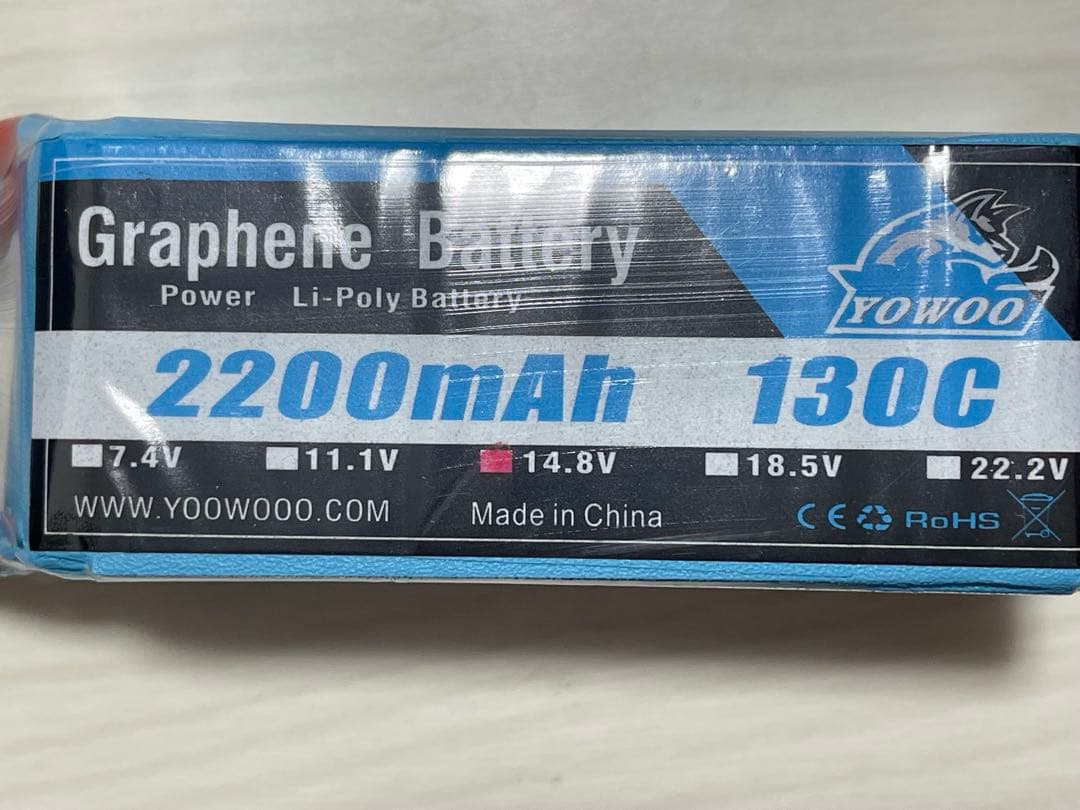 Graphene Battery
Power Li-Poly Battery
YOWOO
2200mAh 130C
7.4V 11.1V 14.8V 18.5V 22.2V
WWW.YOOWOOO.COM Made in China CE RoHS